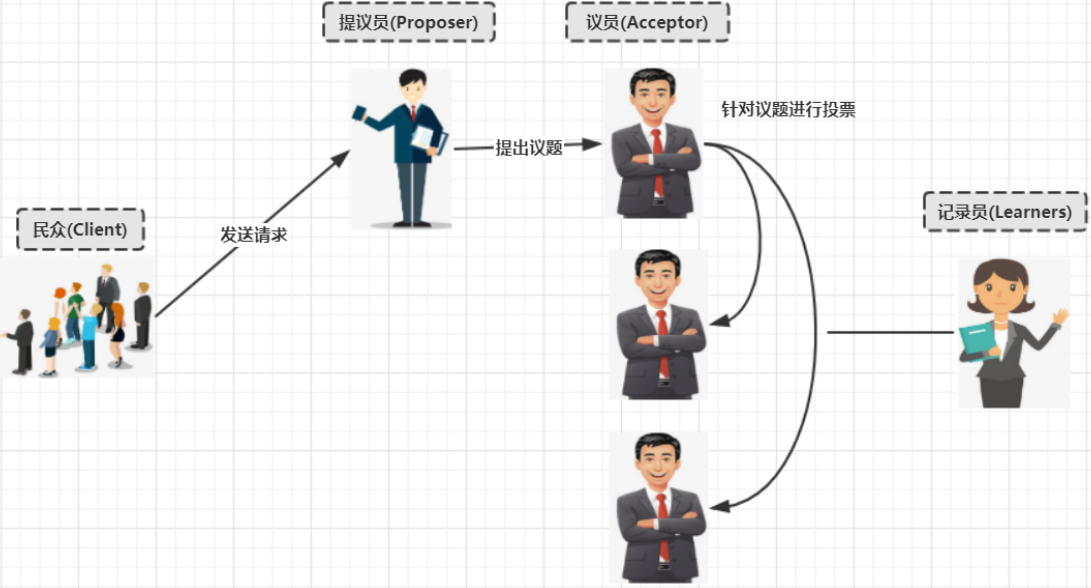 提议员(Proposer)
议员(Acceptor)
针对议题进行投票
提出议题
记录员(Learners)
民众(Client)
发送请求